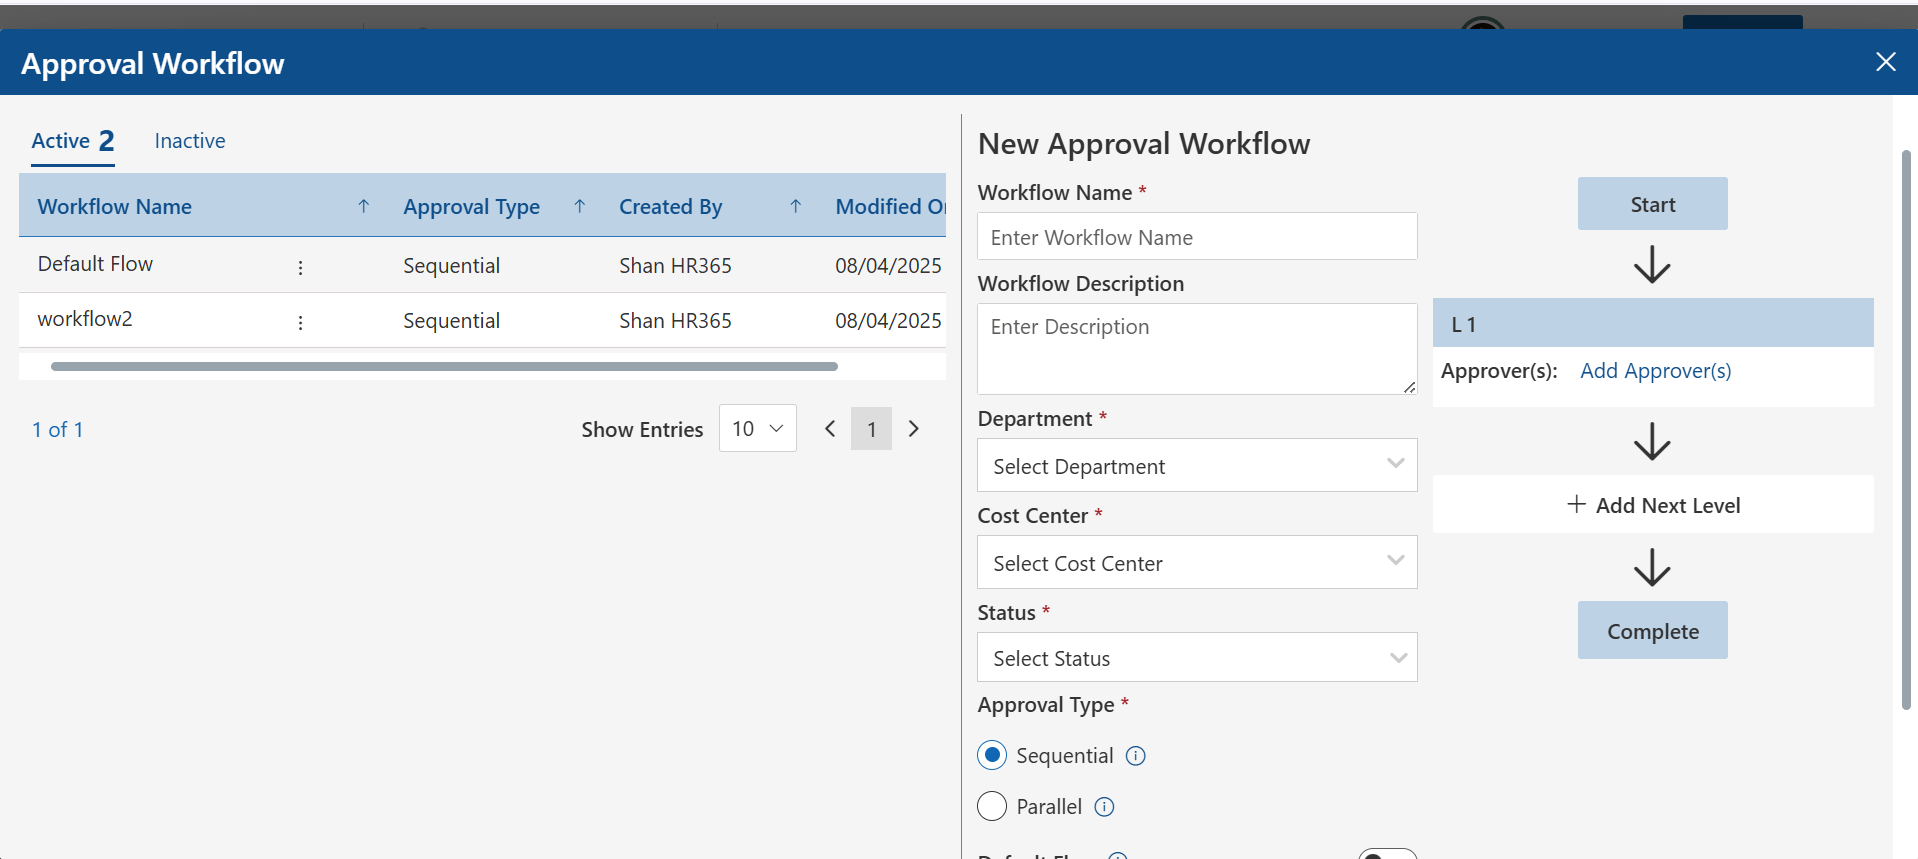 Approval Workflow
Active 2 Inactive
Workflow Name Approval Type Created By Modified
Default Flow Sequential Shan HR365 08/04/2025
workflow2 Sequential Shan HR365 08/04/2025
1 of 1 Show Entries 10 1
New Approval Workflow
Workflow Name *
Enter Workflow Name
Workflow Description
Enter Description
Department *
Select Department
Cost Center *
Select Cost Center
Status *
Select Status
Approval Type *
Sequential
Parallel
Start
L 1
Approver(s): Add Approver(s)
+ Add Next Level
Complete